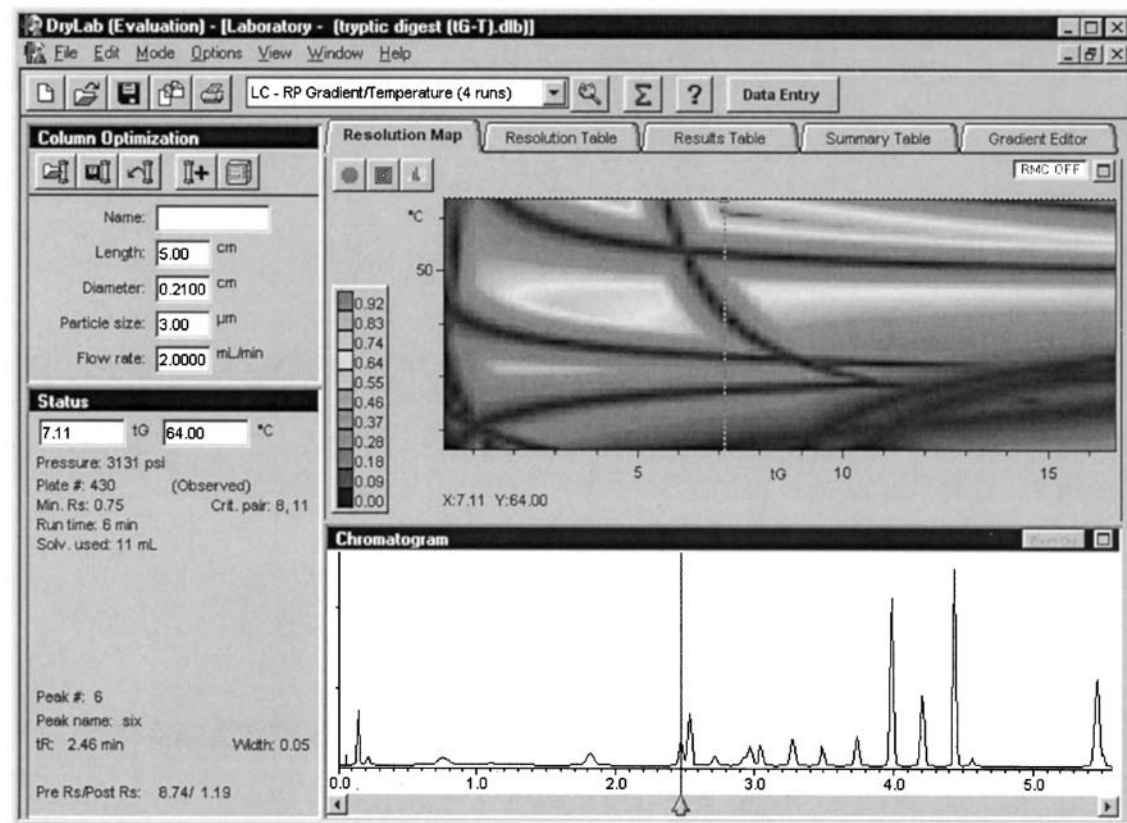 DryLab (Evaluation) - [Laboratory - (tryptic digest (tG-T).dlb)]
File Edit Mode Options View Window Help
LC - RP Gradient/Temperature (4 runs)
Σ ? Data Entry
Column Optimization
Name:
Length: 5.00 cm
Diameter: 0.2100 cm
Particle size: 3.00 µm
Flow rate: 2.0000 mL/min
Status
7.11 tG 64.00 °C
Pressure: 3131 psi
Plate #: 430 (Observed)
Min. Rs: 0.75 Crit. pair: 8, 11
Run time: 6 min
Solv. used: 11 mL
Peak #: 6
Peak name: six
tR: 2.46 min Width: 0.05
Pre Rs/Post Rs: 8.74/ 1.19
Resolution Map Resolution Table Results Table Summary Table Gradient Editor
RMC OFF
°C
50
0.92
0.83
0.74
0.64
0.55
0.46
0.37
0.28
0.18
0.09
0.00
5 tG 10 15
X:7.11 Y:64.00
Chromatogram
0.0 1.0 2.0 3.0 4.0 5.0